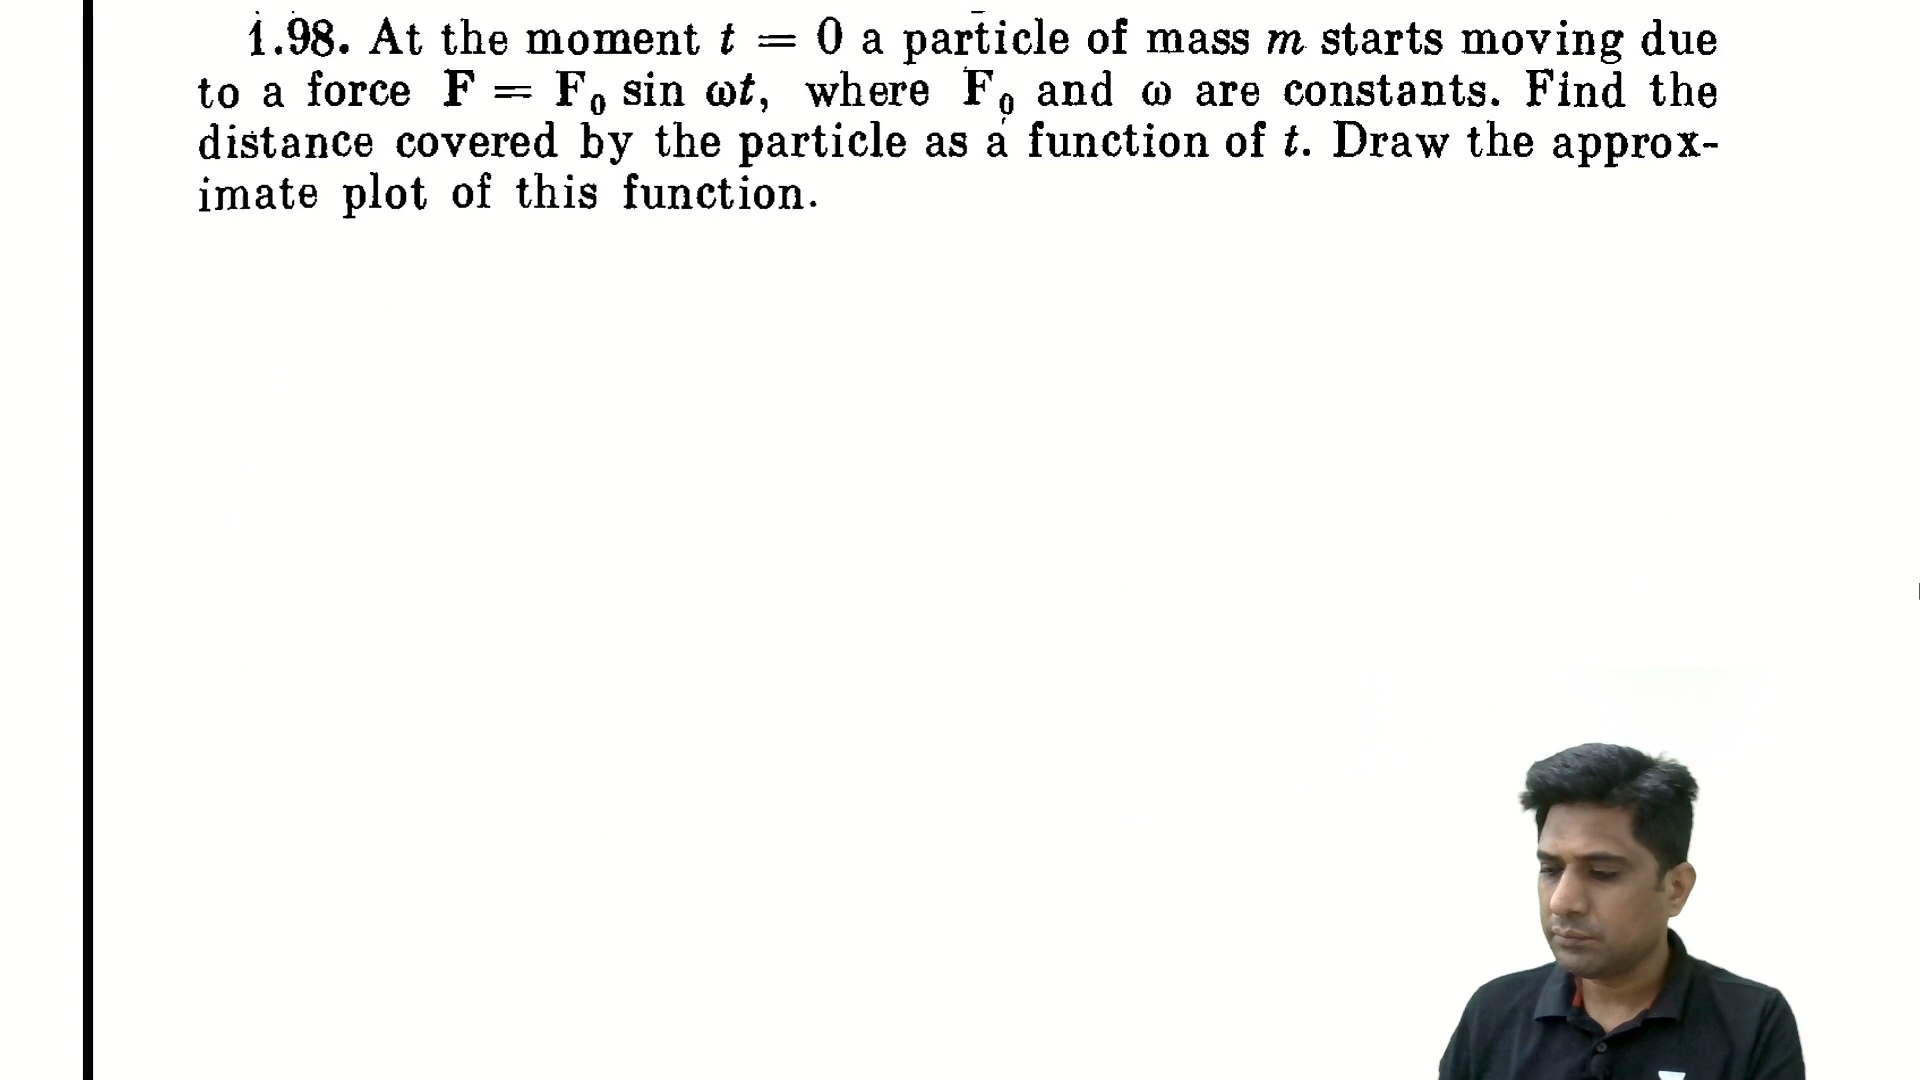 1.98. At the moment t = 0 a particle of mass m starts moving due
to a force F = F₀ sin ωt, where F₀ and ω are constants. Find the
distance covered by the particle as a function of t. Draw the approx-
imate plot of this function.